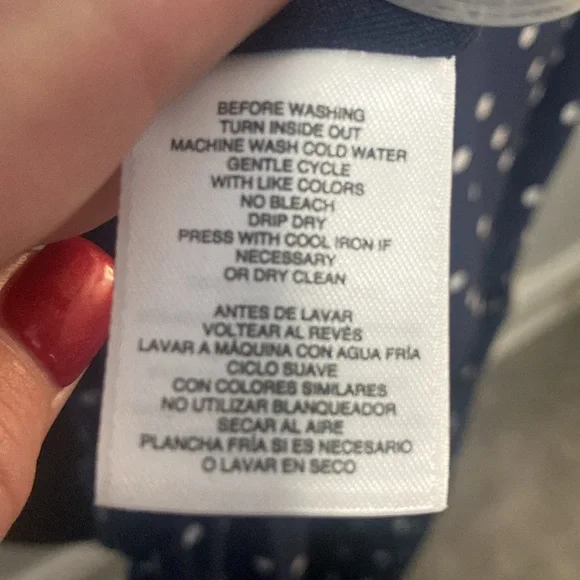 BEFORE WASHING
TURN INSIDE OUT
MACHINE WASH COLD WATER
GENTLE CYCLE
WITH LIKE COLORS
NO BLEACH
DRIP DRY
PRESS WITH COOL IRON IF
NECESSARY
OR DRY CLEAN
ANTES DE LAVAR
VOLTEAR AL REVÉS
LAVAR A MÁQUINA CON AGUA FRÍA
CICLO SUAVE
CON COLORES SIMILARES
NO UTILIZAR BLANQUEADOR
SECAR AL AIRE
PLANCHA FRÍA SI ES NECESARIO
O LAVAR EN SECO